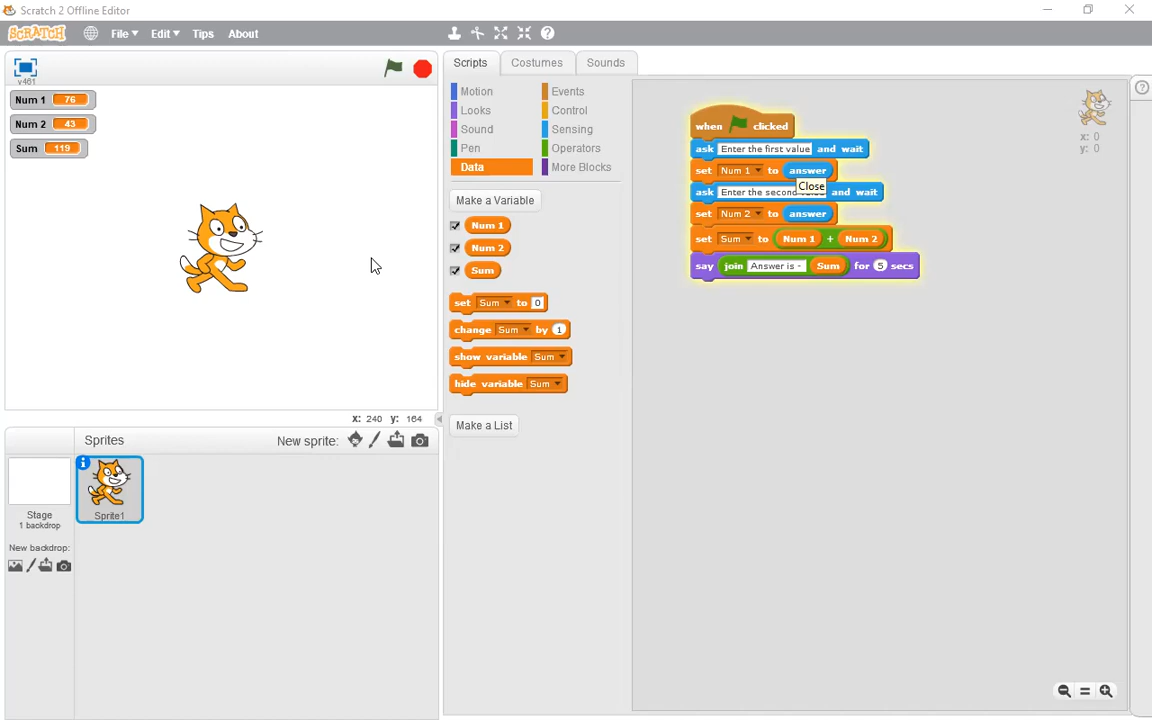 Scratch 2 Offline Editor
SCRATCH File Edit Tips About
v461
Num 1 76
Num 2 43
Sum 119
x: 240 y: 164
Sprites New sprite:
Sprite1
Stage
1 backdrop
New backdrop:
Scripts Costumes Sounds
Motion Events
Looks Control
Sound Sensing
Pen Operators
Data More Blocks
Make a Variable
Num 1
Num 2
Sum
set Sum to 0
change Sum by 1
show variable Sum
hide variable Sum
Make a List
when clicked
ask Enter the first value and wait
set Num 1 to answer
Close
ask Enter the second and wait
set Num 2 to answer
set Sum to Num 1 + Num 2
say join Answer is - Sum for 5 secs
x: 0
y: 0